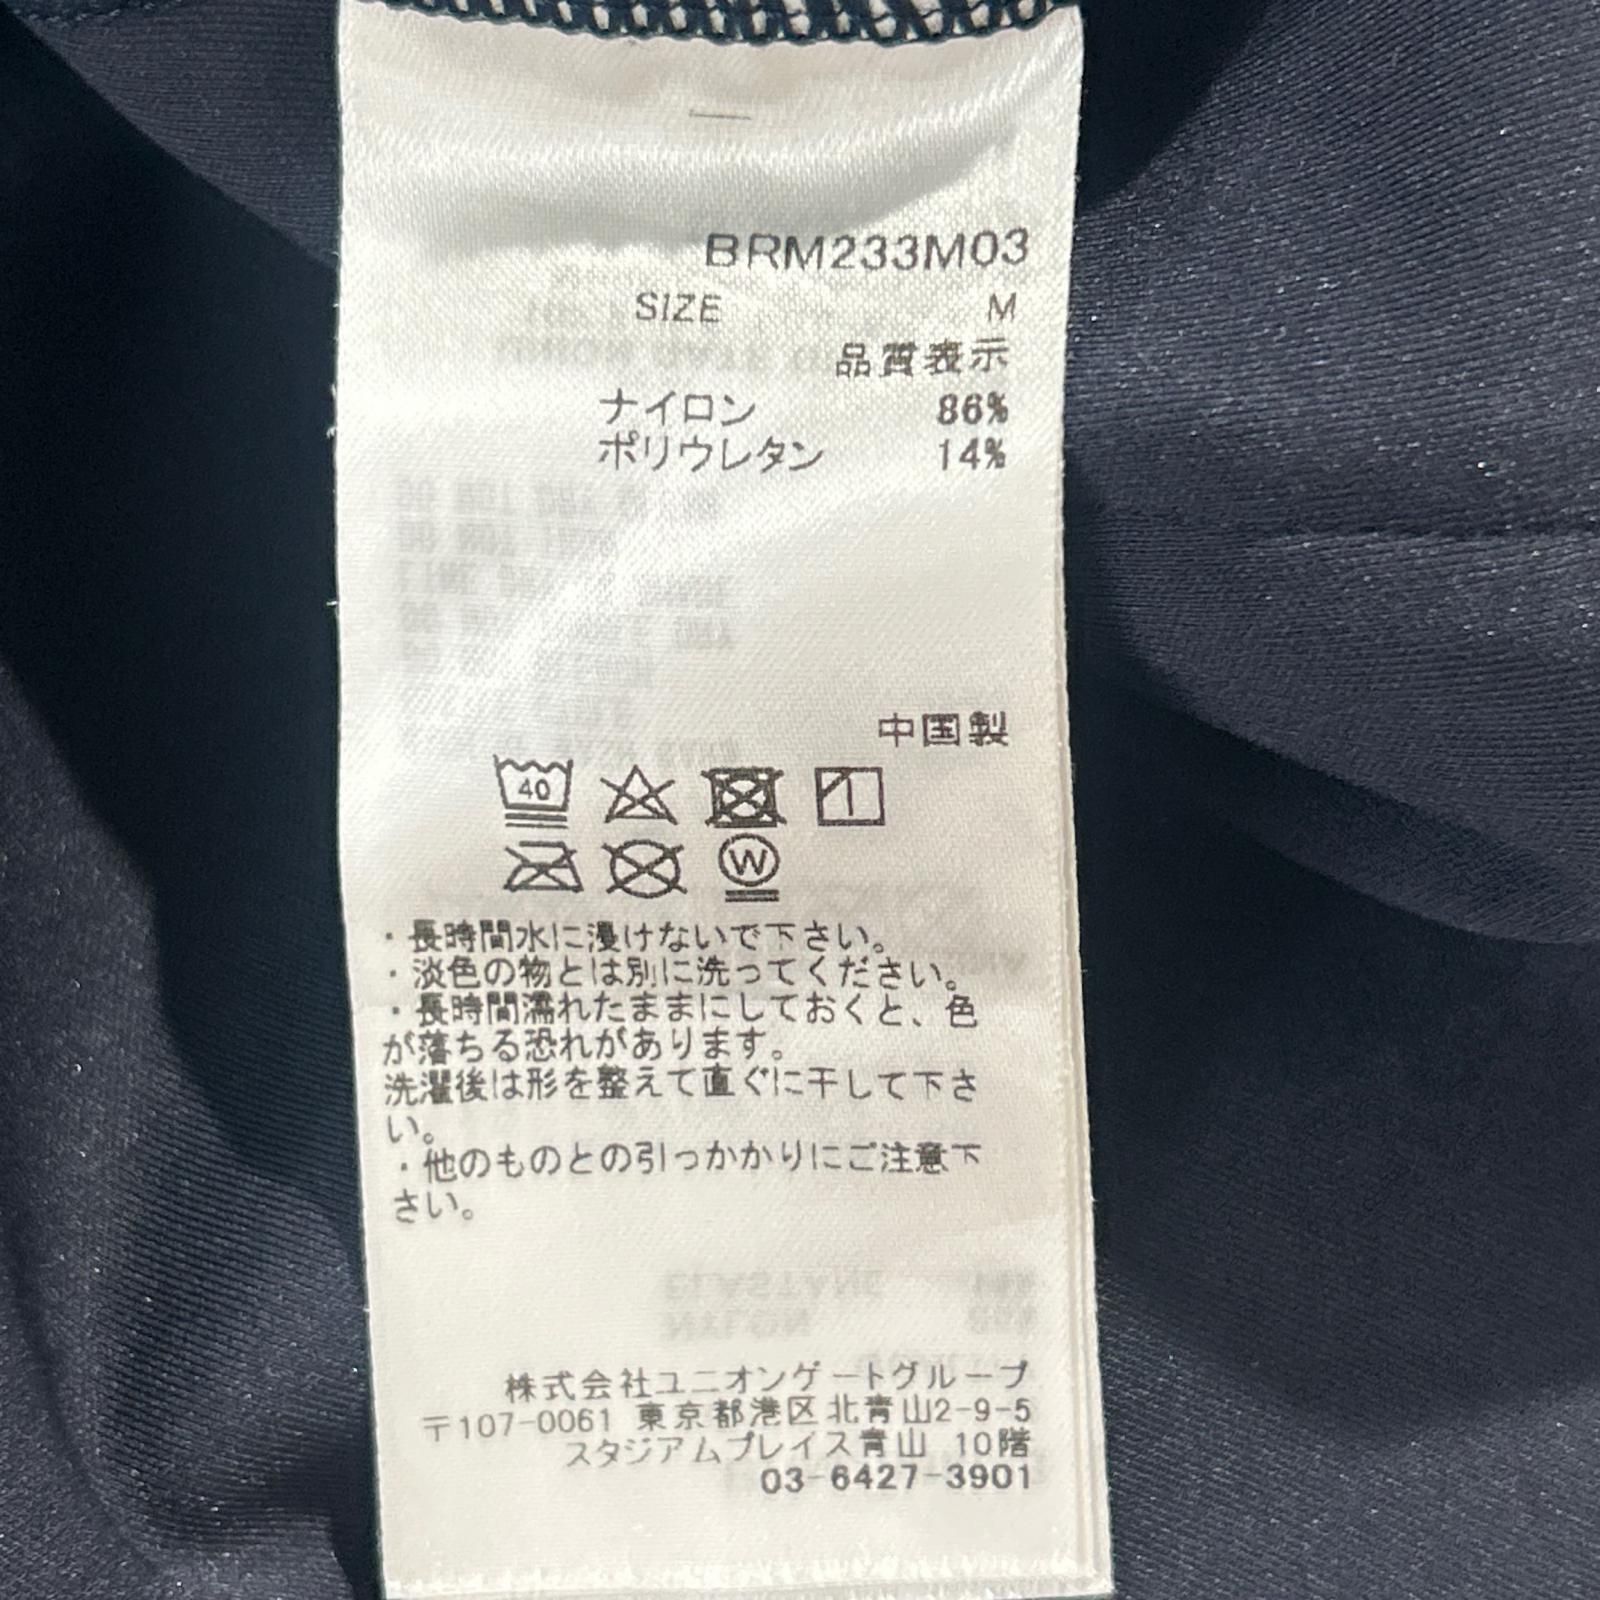 BRM233M03
SIZE M
品質表示
ナイロン 86%
ポリウレタン 14%
中国製
40
W
・長時間水に浸けないで下さい。
・淡色の物とは別に洗ってください。
・長時間濡れたままにしておくと、色
が落ちる恐れがあります。
洗濯後は形を整えて直ぐに干して下さ
い。
・他のものとの引っかかりにご注意下
さい。
株式会社ユニオンゲートグループ
〒107-0061 東京都港区北青山2-9-5
スタジアムプレイス青山 10階
03-6427-3901